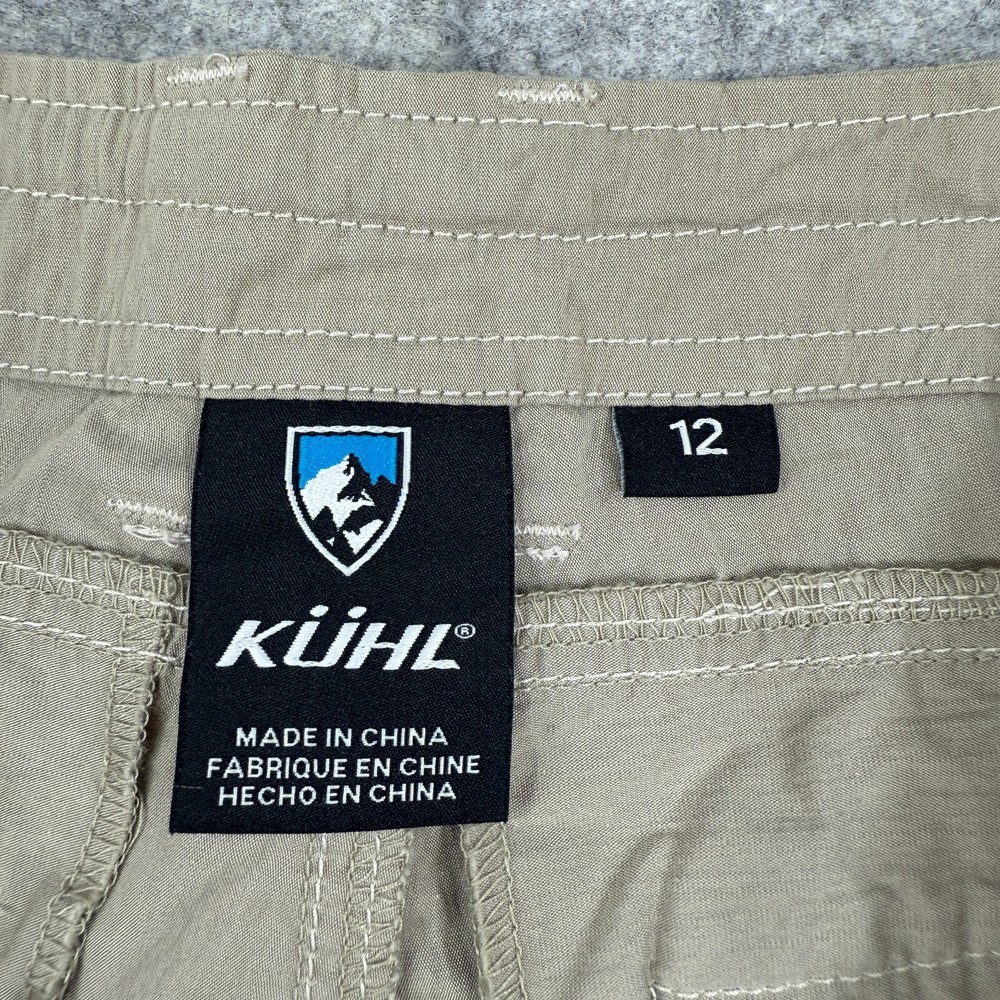 12
KÜHL®
MADE IN CHINA
FABRIQUE EN CHINE
HECHO EN CHINA